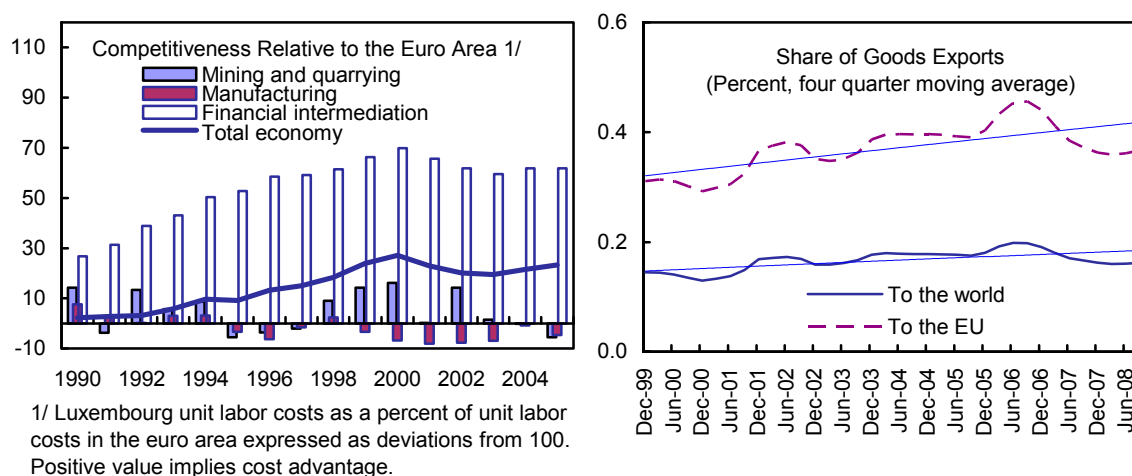 Competitiveness Relative to the Euro Area 1/
Mining and quarrying
Manufacturing
Financial intermediation
Total economy
110
90
70
50
30
10
-10
1990
1992
1994
1996
1998
2000
2002
2004
1/ Luxembourg unit labor costs as a percent of unit labor
costs in the euro area expressed as deviations from 100.
Positive value implies cost advantage.
Share of Goods Exports
(Percent, four quarter moving average)
0.6
0.4
0.2
0.0
To the world
To the EU
Dec-99
Jun-00
Dec-00
Jun-01
Dec-01
Jun-02
Dec-02
Jun-03
Dec-03
Jun-04
Dec-04
Jun-05
Dec-05
Jun-06
Dec-06
Jun-07
Dec-07
Jun-08